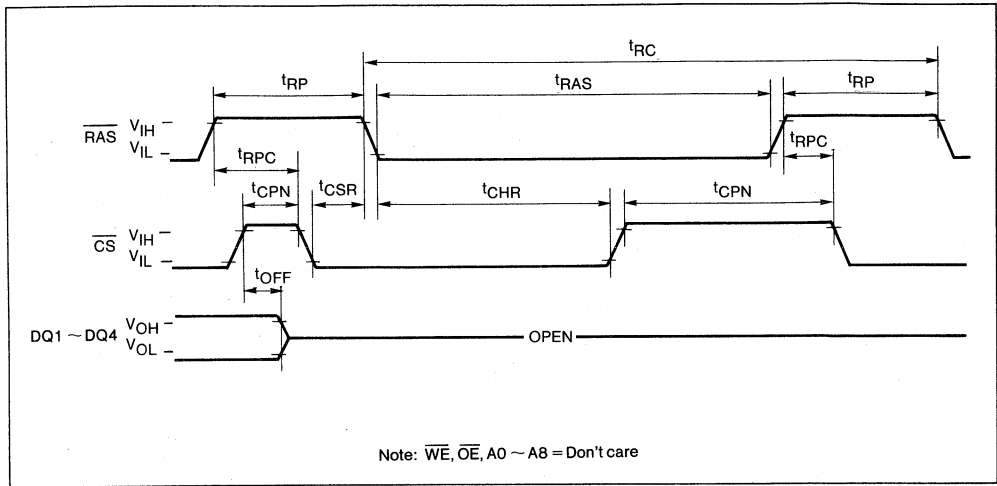 tRC
tRP tRAS tRP
RAS VIH
VIL
tRPC tRPC
tCPN tCSR tCHR tCPN
CS VIH
VIL
tOFF
DQ1 ~ DQ4 VOH
VOL
OPEN
Note: WE, OE, A0 ~ A8 = Don't care